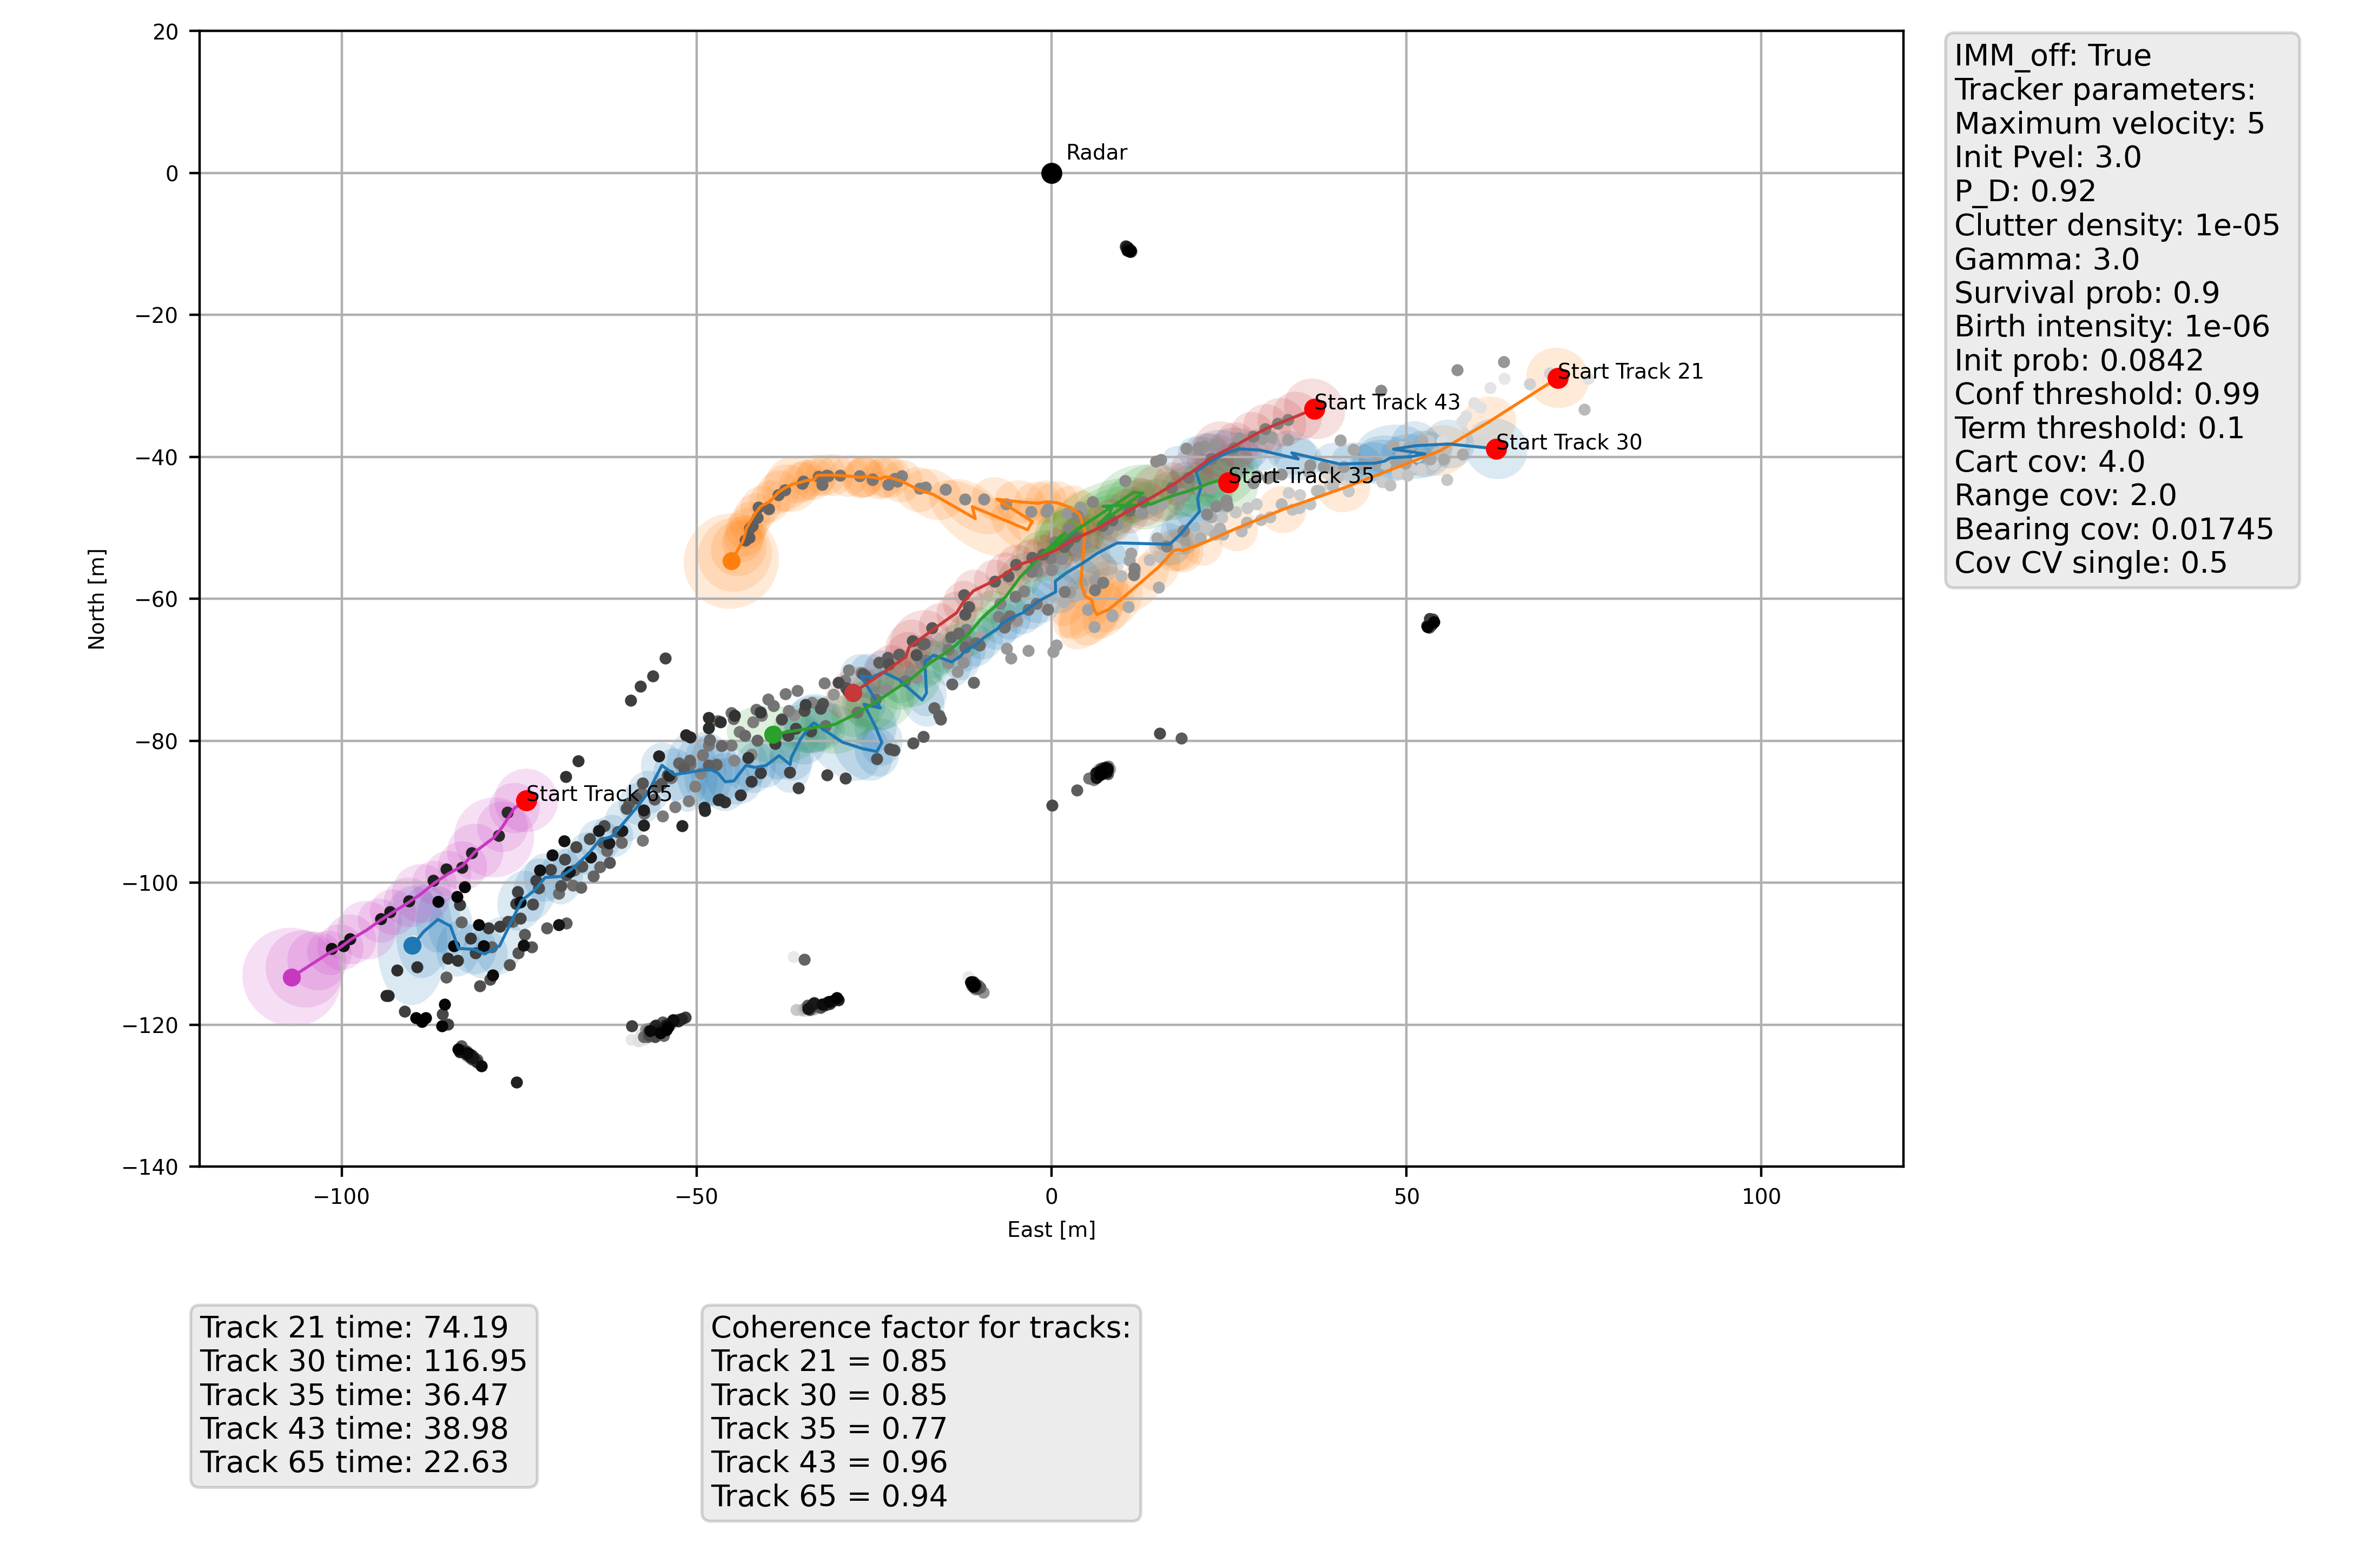 20
0
−20
−40
−60
−80
−100
−120
−140
North [m]
−100
−50
0
50
100
East [m]
Radar
Start Track 21
Start Track 43
Start Track 30
Start Track 35
Start Track 65
IMM_off: True
Tracker parameters:
Maximum velocity: 5
Init Pvel: 3.0
P_D: 0.92
Clutter density: 1e-05
Gamma: 3.0
Survival prob: 0.9
Birth intensity: 1e-06
Init prob: 0.0842
Conf threshold: 0.99
Term threshold: 0.1
Cart cov: 4.0
Range cov: 2.0
Bearing cov: 0.01745
Cov CV single: 0.5
Track 21 time: 74.19
Track 30 time: 116.95
Track 35 time: 36.47
Track 43 time: 38.98
Track 65 time: 22.63
Coherence factor for tracks:
Track 21 = 0.85
Track 30 = 0.85
Track 35 = 0.77
Track 43 = 0.96
Track 65 = 0.94